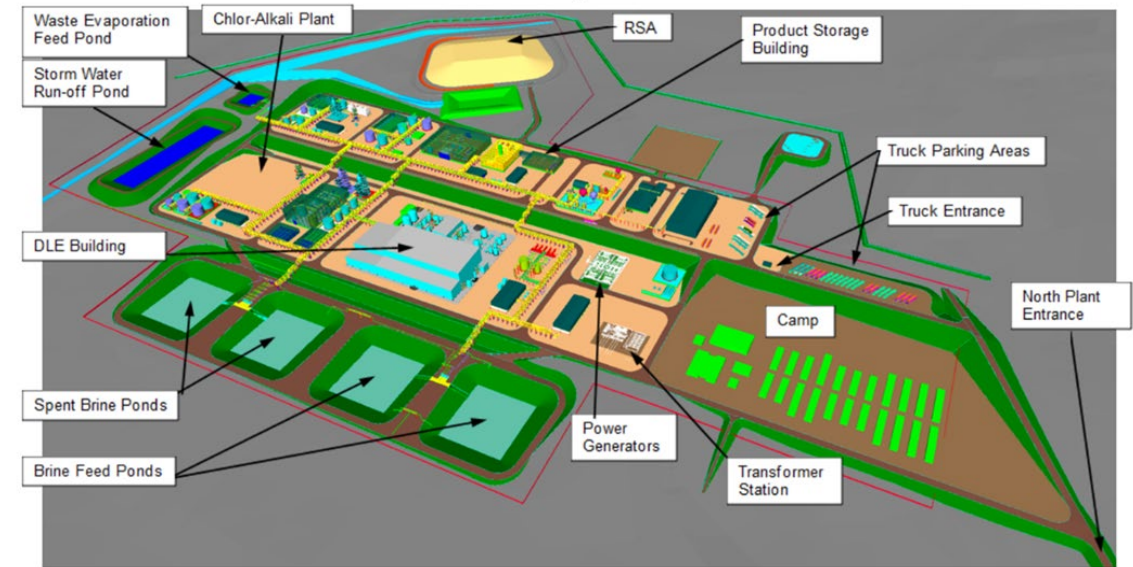 Waste Evaporation
Feed Pond
Chlor-Alkali Plant
RSA
Product Storage
Building
Storm Water
Run-off Pond
Truck Parking Areas
Truck Entrance
DLE Building
North Plant
Entrance
Camp
Spent Brine Ponds
Power
Generators
Brine Feed Ponds
Transformer
Station